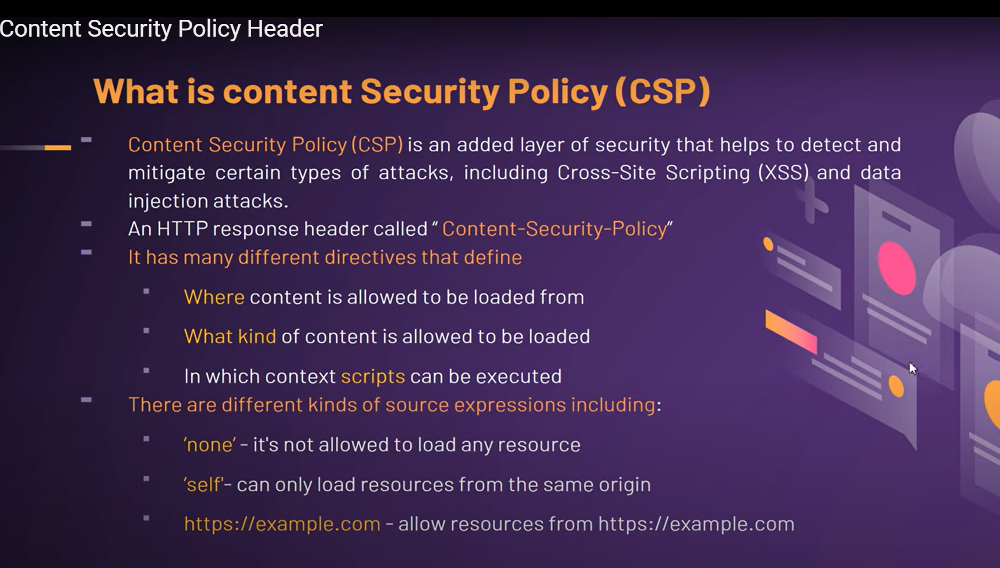 Content Security Policy Header
What is content Security Policy (CSP)
Content Security Policy (CSP) is an added layer of security that helps to detect and
mitigate certain types of attacks, including Cross-Site Scripting (XSS) and data
injection attacks.
An HTTP response header called “ Content-Security-Policy”
It has many different directives that define
Where content is allowed to be loaded from
What kind of content is allowed to be loaded
In which context scripts can be executed
There are different kinds of source expressions including:
‘none’ - it's not allowed to load any resource
‘self'- can only load resources from the same origin
https://example.com - allow resources from https://example.com